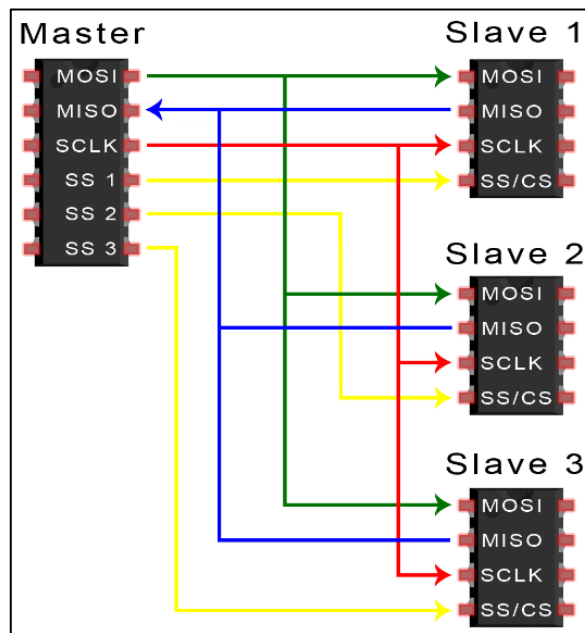 Master
MOSI
MISO
SCLK
SS 1
SS 2
SS 3
Slave 1
MOSI
MISO
SCLK
SS/CS
Slave 2
MOSI
MISO
SCLK
SS/CS
Slave 3
MOSI
MISO
SCLK
SS/CS